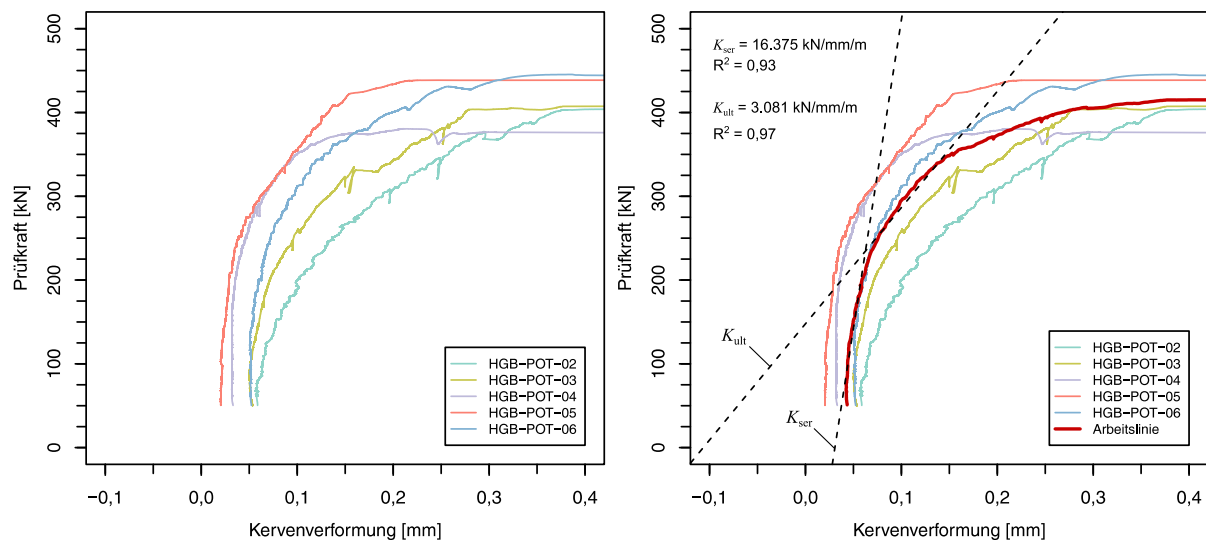 Prüfkraft [kN]
500
400
300
200
100
0
HGB-POT-02
HGB-POT-03
HGB-POT-04
HGB-POT-05
HGB-POT-06
−0,1 0,0 0,1 0,2 0,3 0,4
Kervenverformung [mm]
Prüfkraft [kN]
500
400
300
200
100
0
Kser = 16.375 kN/mm/m
R² = 0,93
Kult = 3.081 kN/mm/m
R² = 0,97
Kult
Kser
HGB-POT-02
HGB-POT-03
HGB-POT-04
HGB-POT-05
HGB-POT-06
Arbeitslinie
−0,1 0,0 0,1 0,2 0,3 0,4
Kervenverformung [mm]